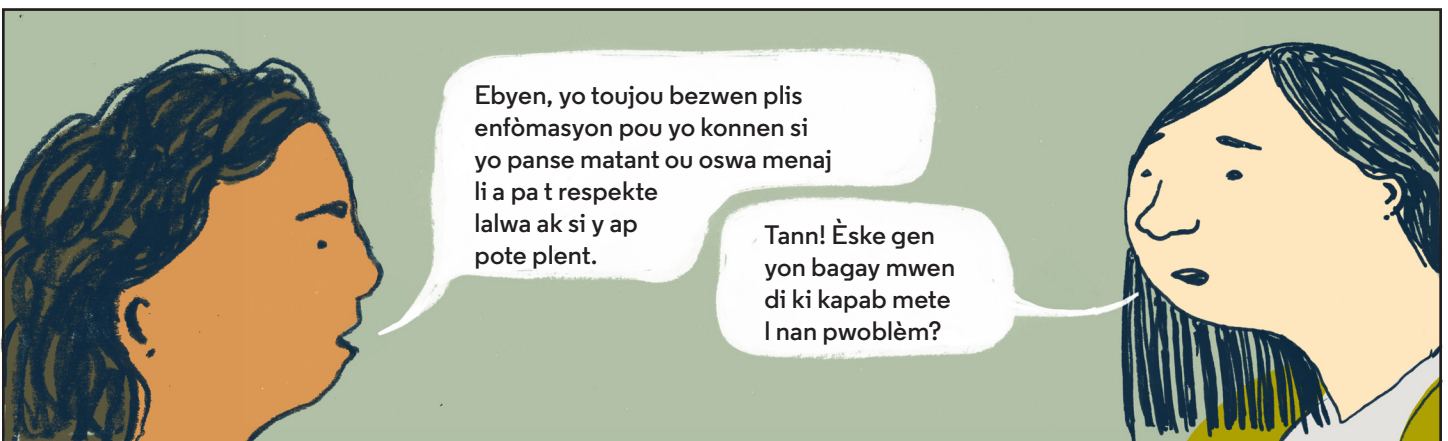 Ebyen, yo toujou bezwen plis
enfòmasyon pou yo konnen si
yo panse matant ou oswa menaj
li a pa t respekte
lalwa ak si y ap
pote plent.
Tann! Èske gen
yon bagay mwen
di ki kapab mete
l nan pwoblèm?